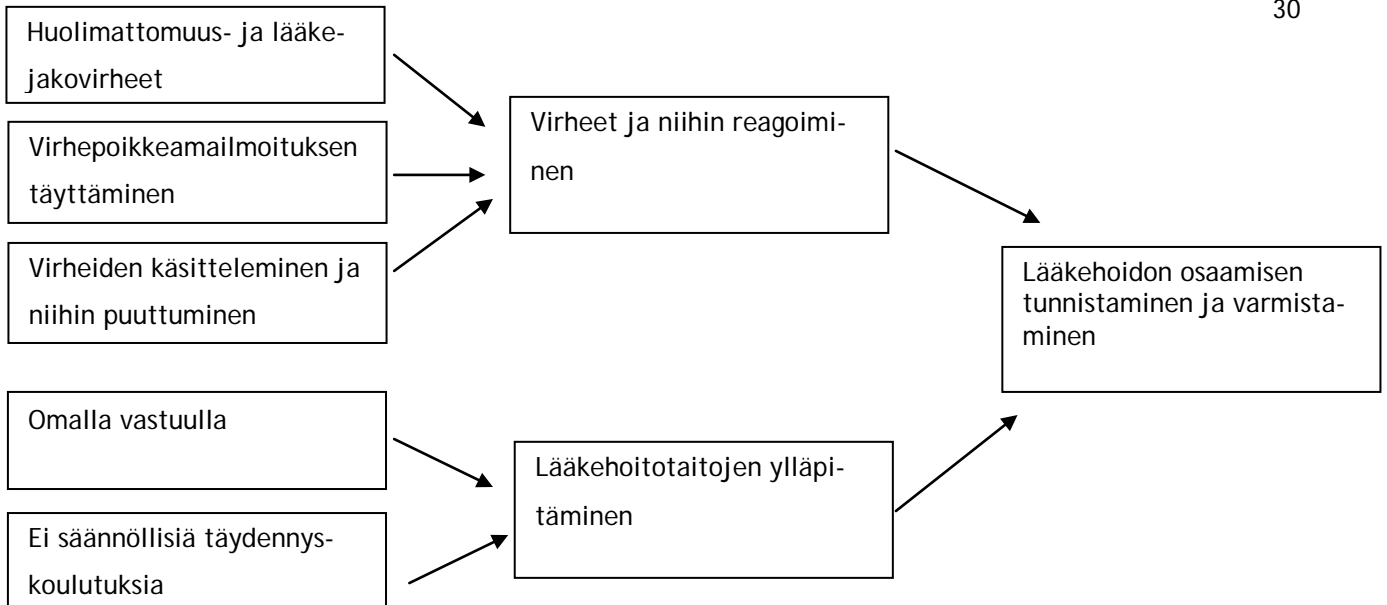 30
Huolimattomuus- ja lääke-
jakovirheet
Virhepoikkeamailmoituksen
täyttäminen
Virheiden käsitteleminen ja
niihin puuttuminen
Virheet ja niihin reagoimi-
nen
Omalla vastuulla
Ei säännöllisiä täydennys-
koulutuksia
Lääkehoitotaitojen ylläpi-
täminen
Lääkehoidon osaamisen
tunnistaminen ja varmista-
minen